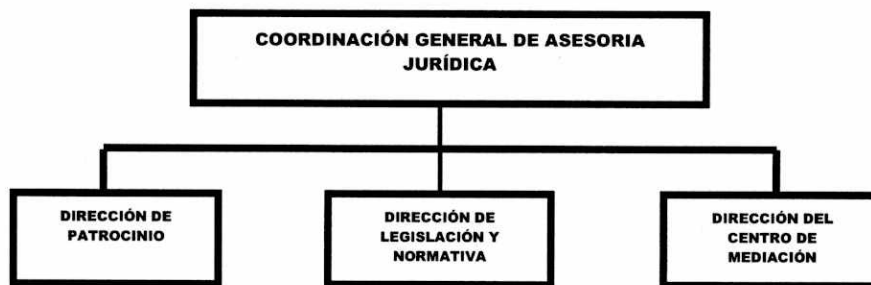 COORDINACIÓN GENERAL DE ASESORIA
JURÍDICA
DIRECCIÓN DE
PATROCINIO
DIRECCIÓN DE
LEGISLACIÓN Y
NORMATIVA
DIRECCIÓN DEL
CENTRO DE
MEDIACIÓN